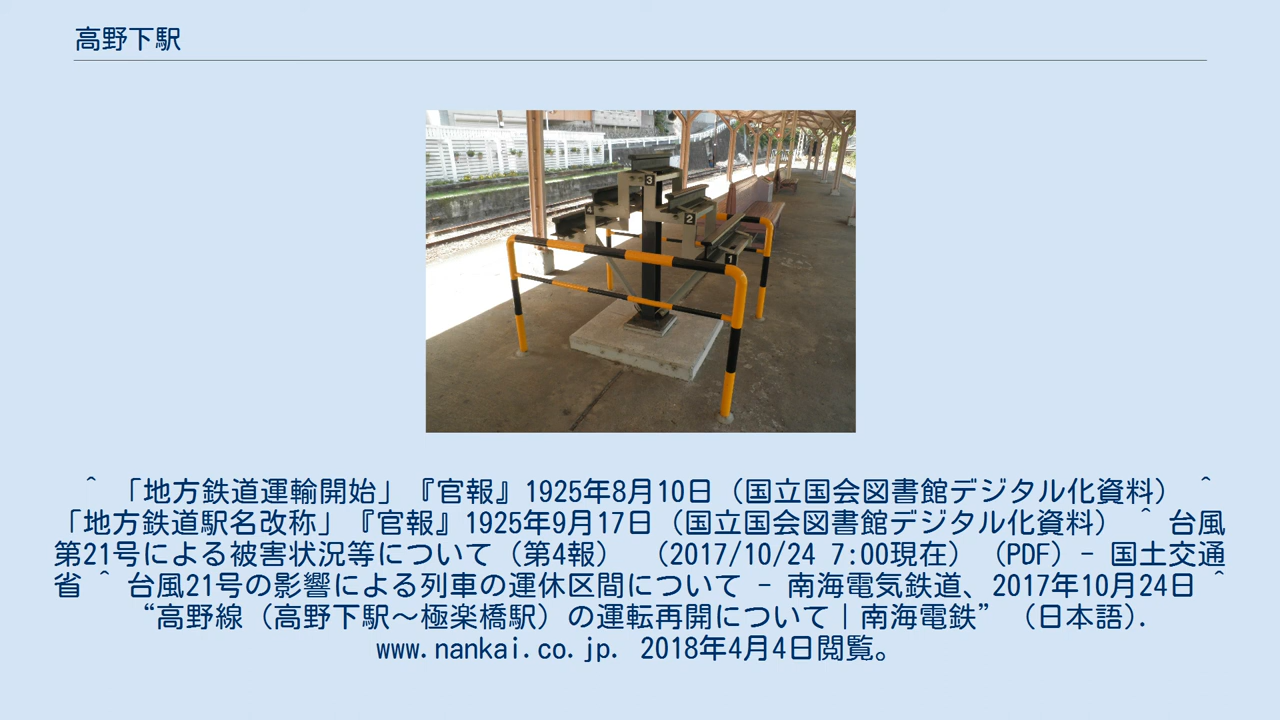 高野下駅
3
4
2
1
＾ 「地方鉄道運輸開始」『官報』1925年8月10日（国立国会図書館デジタル化資料） ＾
「地方鉄道駅名改称」『官報』1925年9月17日（国立国会図書館デジタル化資料） ＾ 台風
第21号による被害状況等について（第4報） （2017/10/24 7:00現在）（PDF）- 国土交通
省 ＾ 台風21号の影響による列車の運休区間について - 南海電気鉄道、2017年10月24日 ＾
“高野線（高野下駅～極楽橋駅）の運転再開について｜南海電鉄” （日本語）.
www.nankai.co.jp. 2018年4月4日閲覧。